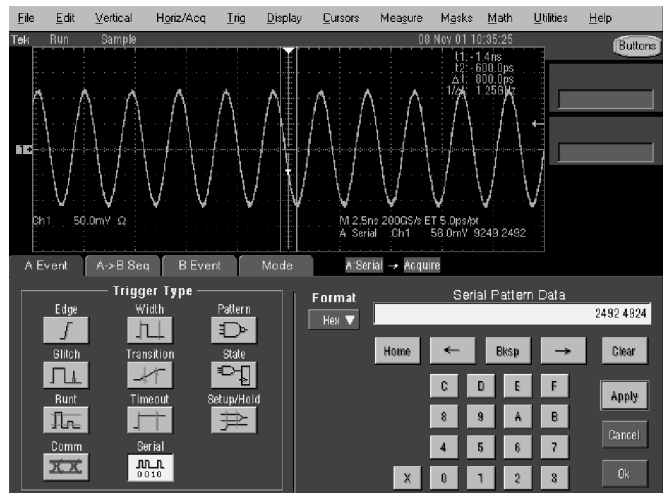 File Edit Vertical Horiz/Acq Trig Display Cursors Measure Masks Math Utilities Help
Tek Run Sample 08 Nov 01 10:35:25 Buttons
t1: -1.4ns
t2: -600.0ps
Δt: 800.0ps
1/Δt: 1.25GHz
1
Ch1 50.0mV Ω M 2.5ns 200GS/s ET 5.0ps/pt
A Serial Ch1 56.0mV 9249 2492
A Event A->B Seq B Event Mode A:Serial → Acquire
Trigger Type
Edge Width Pattern
Glitch Transition State
Runt Timeout Setup/Hold
Comm Serial
0010
Format Serial Pattern Data
Hex 2492 4924
Home ← Bksp → Clear
C D E F
Apply
8 9 A B
Cancel
4 5 6 7
X 0 1 2 3 Ok